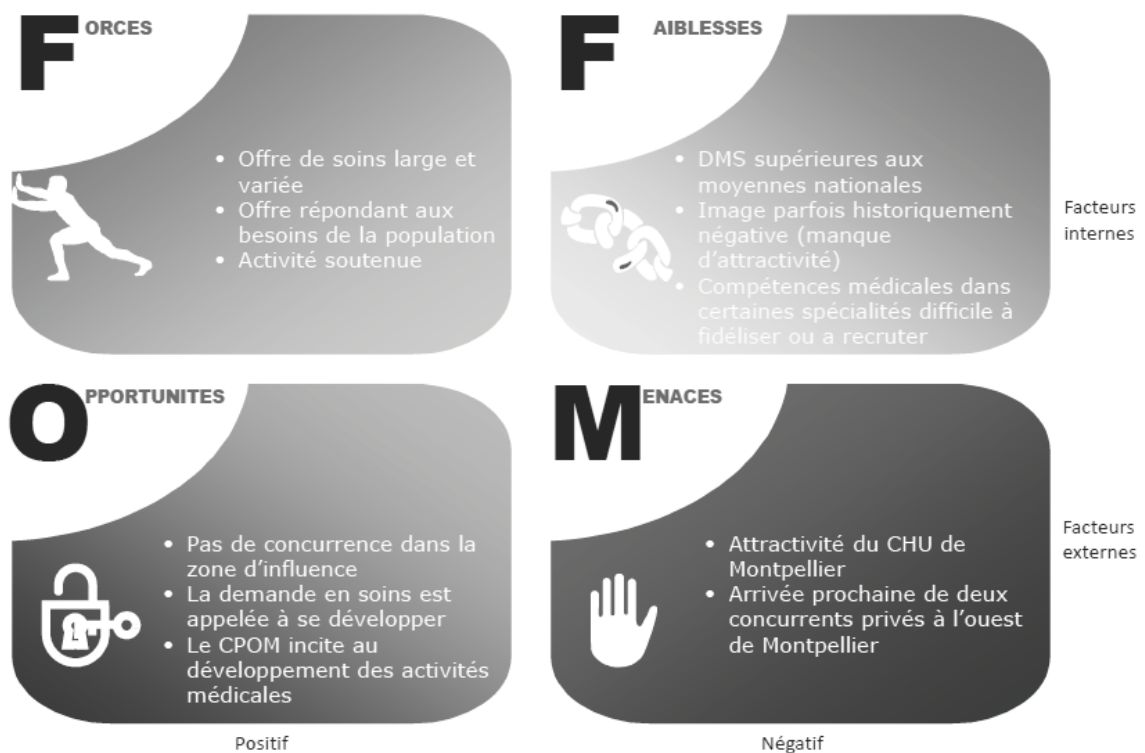 FORCES
• Offre de soins large et
variée
• Offre répondant aux
besoins de la population
• Activité soutenue
FAIBLESSES
• DMS supérieures aux
moyennes nationales
• Image parfois historiquement
négative (manque
d'attractivité)
• Compétences médicales dans
certaines spécialités difficile à
fidéliser ou a recruter
Facteurs
internes
OPPORTUNITES
• Pas de concurrence dans la
zone d'influence
• La demande en soins est
appelée à se développer
• Le CPOM incite au
développement des activités
médicales
MENACES
• Attractivité du CHU de
Montpellier
• Arrivée prochaine de deux
concurrents privés à l'ouest
de Montpellier
Facteurs
externes
Positif
Négatif